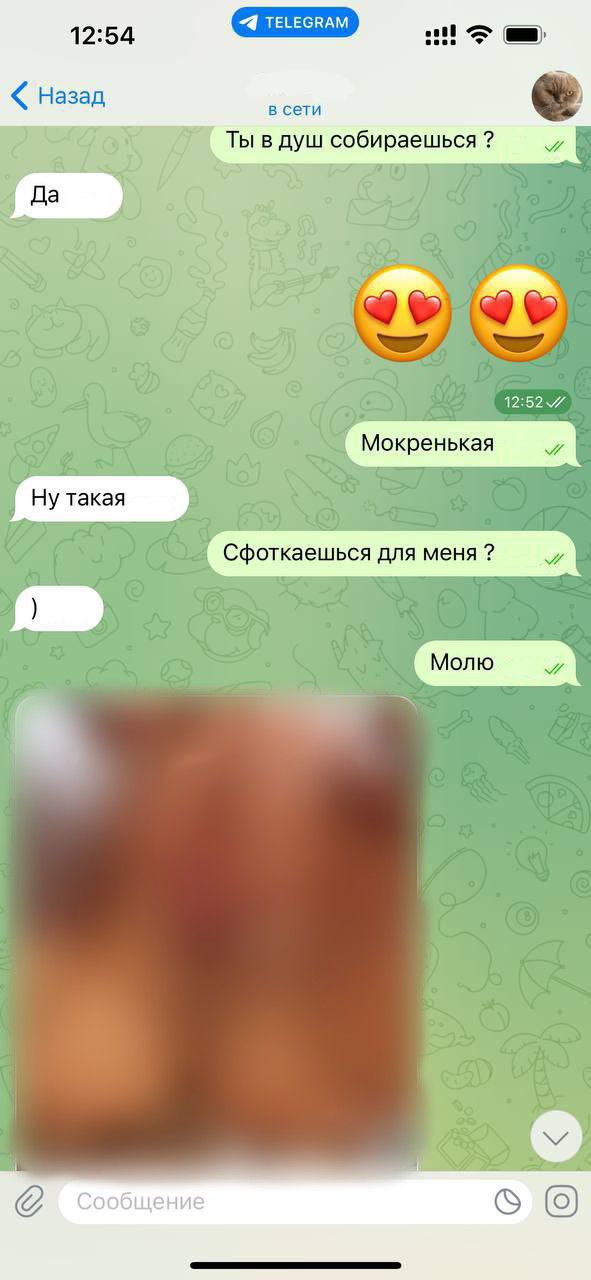 12:54
TELEGRAM
Назад
в сети
Ты в душ собираешься ?
Да
12:52
Мокренькая
Ну такая
Сфоткаешься для меня ?
)
Молю
Сообщение